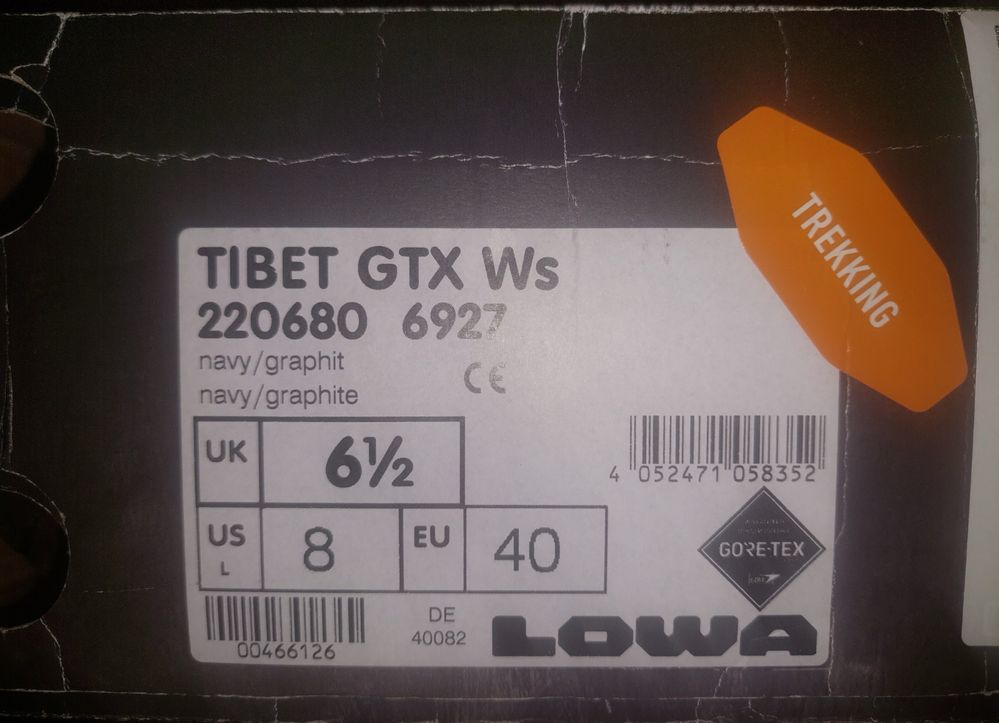 TREKKING
TIBET GTX Ws
220680 6927
navy/graphit
navy/graphite
CE
UK 6½
4 052471 058352
US L 8 EU 40
GORE-TEX
00466126
DE
40082
LOWA